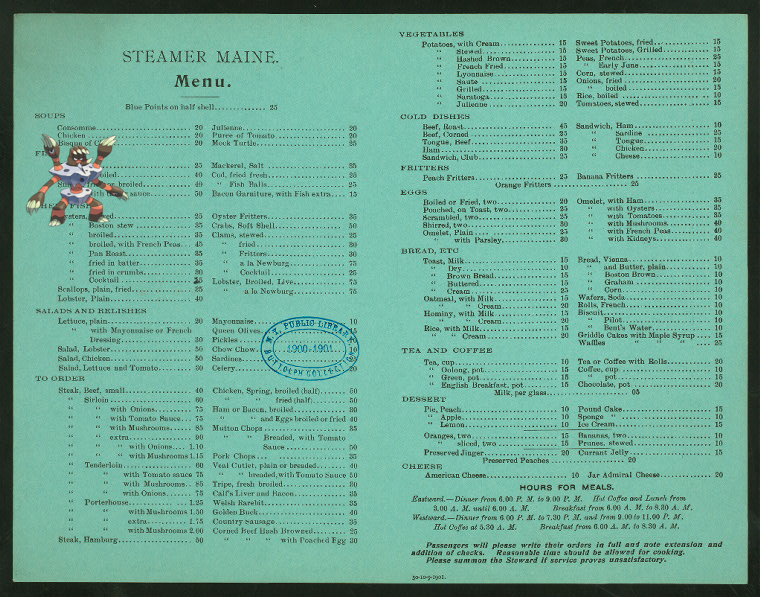 STEAMER MAINE.
Menu.
Blue Points on half shell 25
SOUPS
Consomme 20
Chicken 20
Bisque of
Julienne 20
Puree of Tomato 20
Mock Turtle 25
25
broiled 40
broiled 40
sauce 50
Mackerel, Salt 25
Cod, fried fresh 25
" Fish Balls 25
Bacon Garniture, with Fish extra 15
FISH
25
" Boston stew 35
" broiled 35
" broiled, with French Peas 45
" Pan Roast 35
" fried in batter 30
" fried in crumbs 30
" Cocktail
Scallops, plain, fried 25
Lobster, Plain 40
Oyster Fritters 35
Crabs, Soft Shell 50
Clams, stewed 25
" fried 30
" Fritters 30
" a la Newburg 75
" Cocktail 25
Lobster, Broiled, Live 75
" a la Newburg 75
SALADS AND RELISHES
Lettuce, plain 20
" with Mayonnaise or French
Dressing 30
Salad, Lobster 50
Salad, Chicken 50
Salad, Lettuce and Tomato 30
Mayonnaise 10
Queen Olives 15
Pickles 10
Chow Chow 10
Sardines
Celery 20
N.Y. PUBLIC LIBRARY
1900-1901
BUTTOLPH COLLECTION
TO ORDER
Steak, Beef, small 40
" Sirloin 60
" " with Onions 75
" " with Tomato Sauce 75
" " with Mushrooms 85
" " extra 90
" " " with Onions 1.10
" " " with Mushrooms 1.15
" Tenderloin 60
" " with Tomato sauce 75
" " with Mushrooms 85
" " with Onions 75
" Porterhouse 1.25
" " with Mushrooms 1.50
" " extra 1.75
" " with Mushrooms 2.00
Steak, Hamburg 50
Chicken, Spring, broiled (half) 60
" " fried (half) 50
Ham or Bacon, broiled 30
" " and Eggs broiled or fried 40
Mutton Chops 35
" " Breaded, with Tomato
Sauce 50
Pork Chops 35
Veal Cutlet, plain or breaded 40
" " breaded, with Tomato Sauce 50
Tripe, fresh broiled 30
Calf's Liver and Bacon 35
Welsh Rarebit 35
Golden Buck 40
Country Sausage 35
Corned Beef Hash Browned 25
" " " with Poached Egg 30
VEGETABLES
Potatoes, with Cream 15
" Stewed 15
" Hashed Brown 15
" French Fried 15
" Lyonnaise 15
" Saute 15
" Grilled 15
" Saratoga 15
" Julienne 20
Sweet Potatoes, fried 15
Sweet Potatoes, Grilled 15
Peas, French 25
" Early June 15
Corn, stewed 15
Onions, fried 20
" boiled 15
Rice, boiled 10
Tomatoes, stewed 15
COLD DISHES
Beef, Roast 45
Beef, Corned 35
Tongue, Beef 35
Ham 30
Sandwich, Club 25
Sandwich, Ham 10
" Sardine 25
" Tongue 15
" Chicken 20
" Cheese 10
FRITTERS
Peach Fritters 25
Banana Fritters 25
Orange Fritters 25
EGGS
Boiled or Fried, two 20
Poached, on Toast, two 25
Scrambled, two 25
Shirred, two 30
Omelet, Plain 25
" with Parsley 30
Omelet, with Ham 35
" with Oysters 35
" with Tomatoes 35
" with Mushrooms 40
" with French Peas 40
" with Kidneys 40
BREAD, ETC
Toast, Milk 15
" Dry 10
" Brown Bread 15
" Buttered 15
" Cream 25
Oatmeal, with Milk 15
" " Cream 20
Hominy, with Milk 15
" " Cream 20
Rice, with Milk 15
" " Cream 20
Bread, Vienna 10
" and Butter, plain 10
" Boston Brown 10
" Graham 10
" Corn 10
Wafers, Soda 10
Rolls, French 10
Biscuit 10
" Pilot 10
" Bent's Water 10
Griddle Cakes with Maple Syrup 15
Waffles " " 25
TEA AND COFFEE
Tea, cup 10
" Oolong, pot 15
" Green, pot 15
" English Breakfast, pot 15
Tea or Coffee with Rolls 20
Coffee, cup 10
" pot 15
Chocolate, pot 20
Milk, per glass 05
DESSERT
Pie, Peach 10
" Apple 10
" Lemon 10
Oranges, two 15
" sliced, two 15
Preserved Ginger 20
Pound Cake 15
Sponge " 10
Ice Cream 15
Bananas, two 10
Prunes, stewed 10
Currant Jelly 15
Preserved Peaches 20
CHEESE
American Cheese 10
Jar Admiral Cheese 20
HOURS FOR MEALS.
Eastward.—Dinner from 6.00 P. M. to 9.00 P. M. Hot Coffee and Lunch from
3.00 A. M. until 6.00 A. M. Breakfast from 6.00 A. M. to 8.30 A. M.
Westward.—Dinner from 6.00 P. M. to 7.30 P. M. and from 9.00 to 11.00 P. M.
Hot Coffee at 5.30 A. M. Breakfast from 6.00 A. M. to 8.30 A. M.
Passengers will please write their orders in full and note extension and
addition of checks. Reasonable time should be allowed for cooking.
Please summon the Steward if service proves unsatisfactory.
30-10-9-1901.